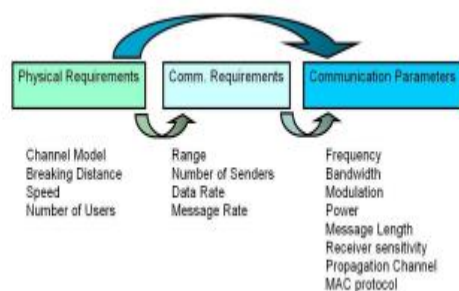 Physical Requirements
Comm. Requirements
Communication Parameters
Channel Model
Breaking Distance
Speed
Number of Users
Range
Number of Senders
Data Rate
Message Rate
Frequency
Bandwidth
Modulation
Power
Message Length
Receiver sensitivity
Propagation Channel
MAC protocol